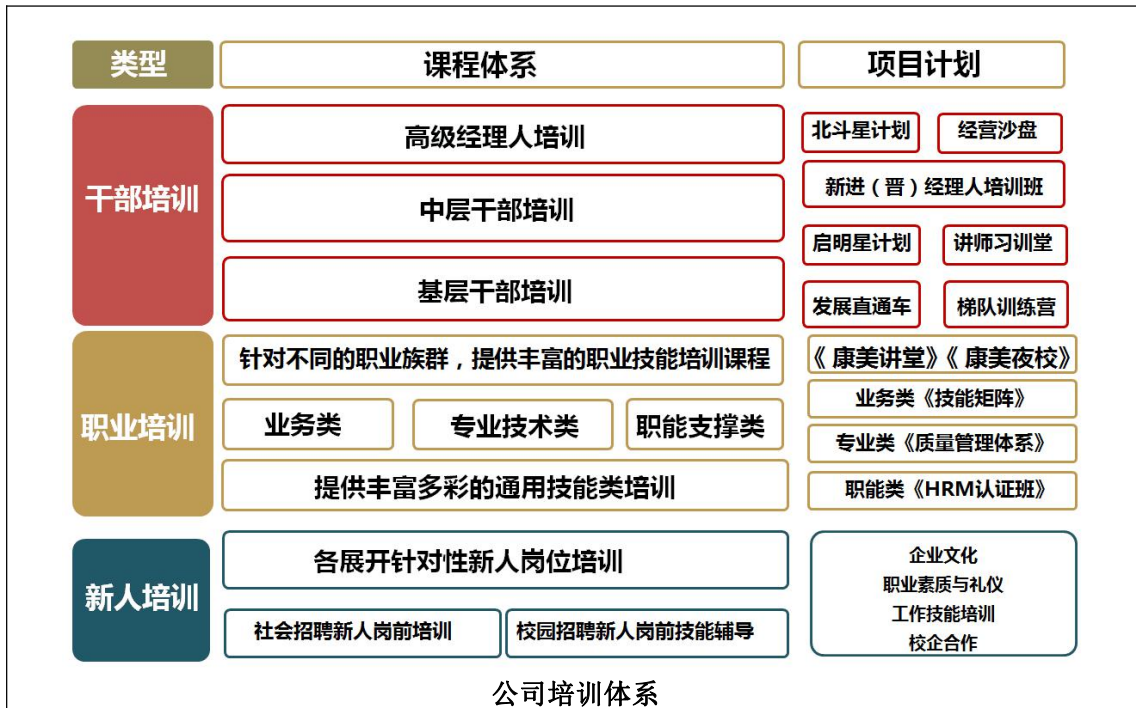 类型
课程体系
项目计划
干部培训
高级经理人培训
中层干部培训
基层干部培训
北斗星计划
经营沙盘
新进（晋）经理人培训班
启明星计划
讲师习训堂
发展直通车
梯队训练营
职业培训
针对不同的职业族群，提供丰富的职业技能培训课程
业务类
专业技术类
职能支撑类
提供丰富多彩的通用技能类培训
《康美讲堂》《康美夜校》
业务类《技能矩阵》
专业类《质量管理体系》
职能类《HRM认证班》
新人培训
各展开针对性新人岗位培训
社会招聘新人岗前培训
校园招聘新人岗前技能辅导
企业文化
职业素质与礼仪
工作技能培训
校企合作
公司培训体系